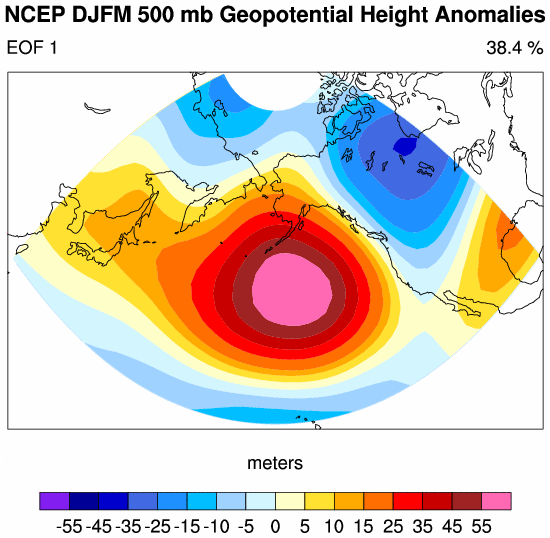 NCEP DJFM 500 mb Geopotential Height Anomalies
EOF 1 38.4 %
meters
-55 -45 -35 -25 -15 -10 -5 0 5 10 15 25 35 45 55